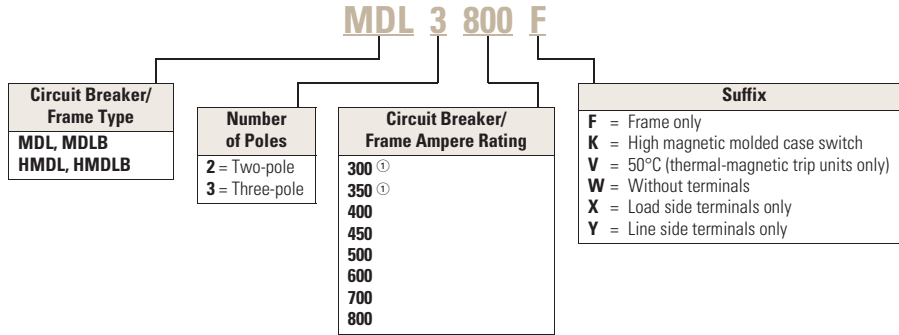 MDL 3 800 F
Circuit Breaker/
Frame Type
MDL, MDLB
HMDL, HMDLB
Number
of Poles
2 = Two-pole
3 = Three-pole
Circuit Breaker/
Frame Ampere Rating
300 ①
350 ①
400
450
500
600
700
800
Suffix
F = Frame only
K = High magnetic molded case switch
V = 50°C (thermal-magnetic trip units only)
W = Without terminals
X = Load side terminals only
Y = Line side terminals only